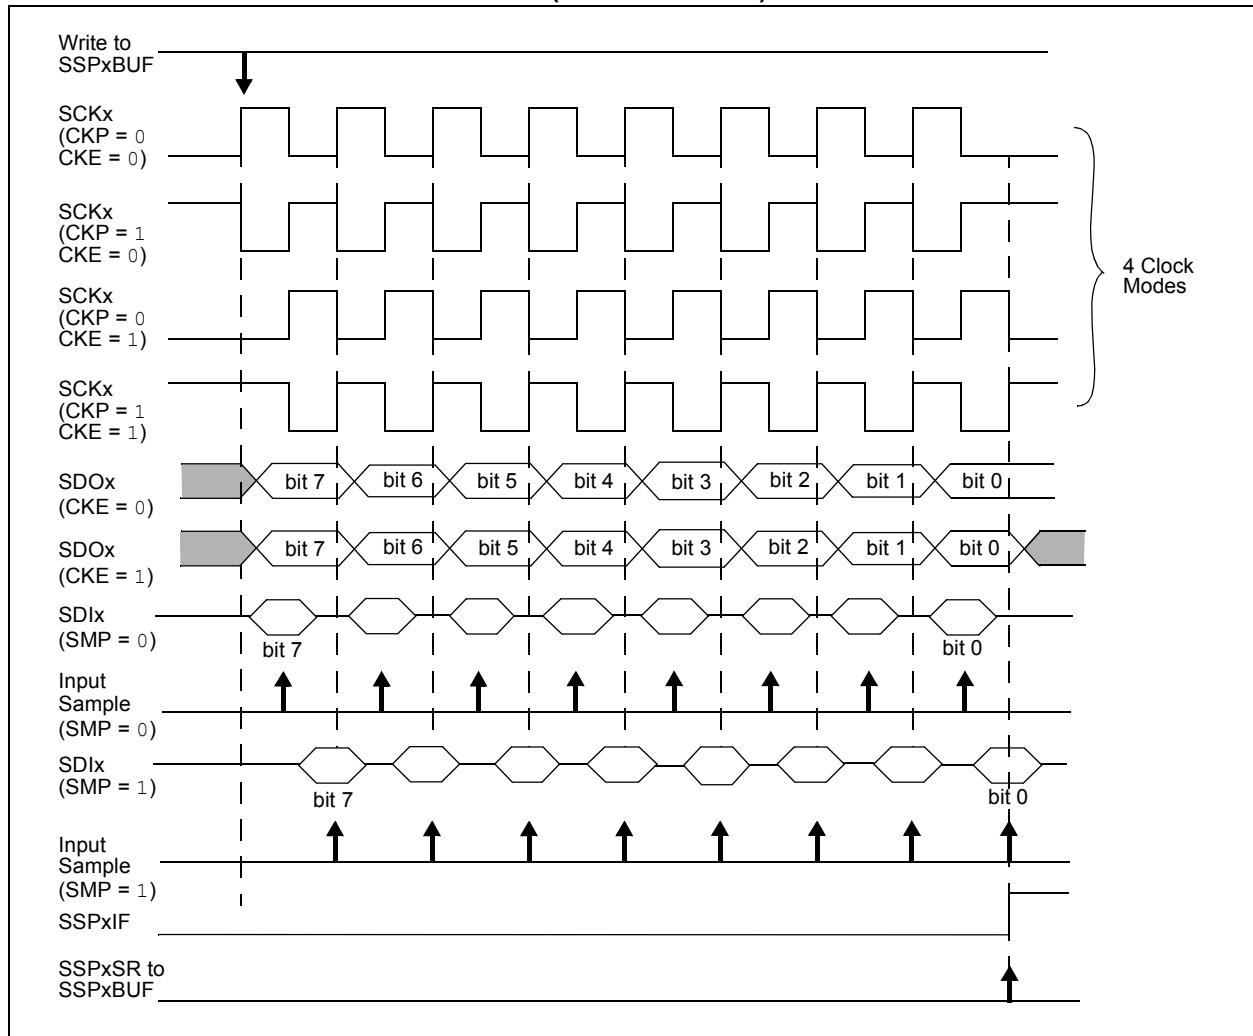 Write to
SSPxBUF
SCKx
(CKP = 0
CKE = 0)
SCKx
(CKP = 1
CKE = 0)
4 Clock
Modes
SCKx
(CKP = 0
CKE = 1)
SCKx
(CKP = 1
CKE = 1)
SDOx
(CKE = 0)
bit 7 bit 6 bit 5 bit 4 bit 3 bit 2 bit 1 bit 0
SDOx
(CKE = 1)
bit 7 bit 6 bit 5 bit 4 bit 3 bit 2 bit 1 bit 0
SDIx
(SMP = 0)
bit 7 bit 0
Input
Sample
(SMP = 0)
SDIx
(SMP = 1)
bit 7 bit 0
Input
Sample
(SMP = 1)
SSPxIF
SSPxSR to
SSPxBUF